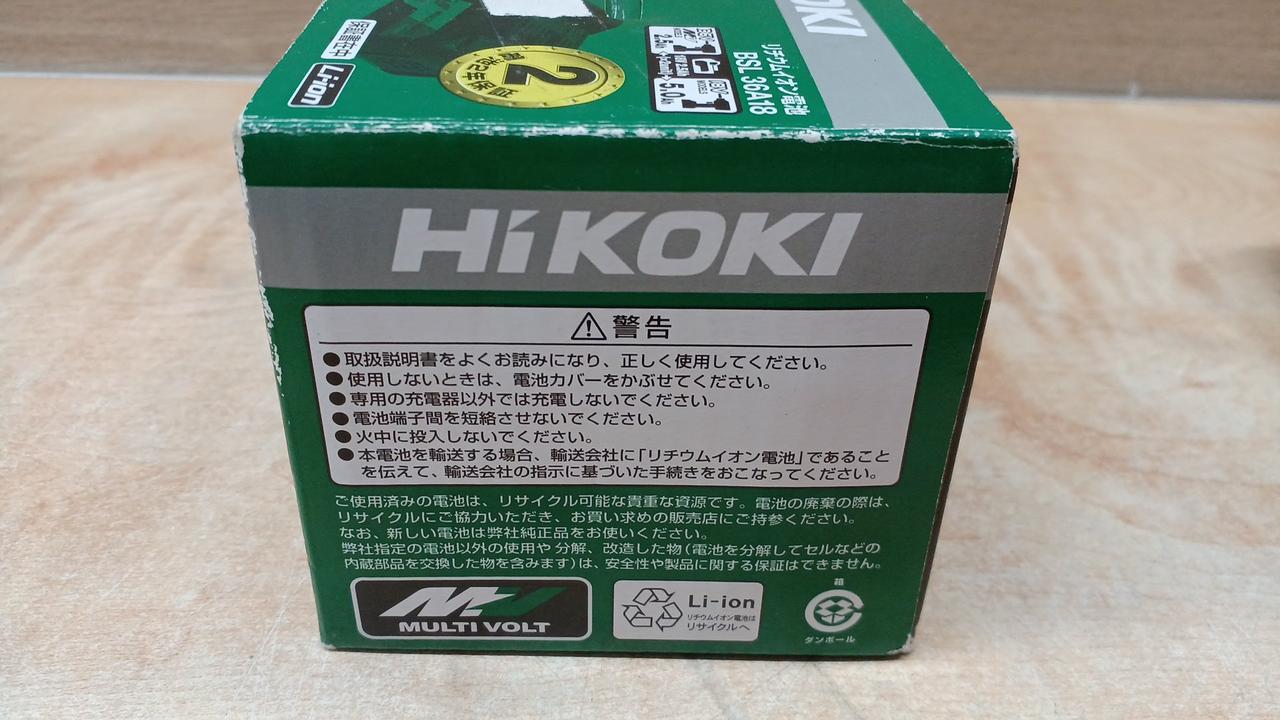 保証書在中
Li-ion
2
電池2年保証
2.5Ah
5.0Ah
リチウムイオン電池
BSL 36A18
KOKI
HiKOKI
警告
●取扱説明書をよくお読みになり、正しく使用してください。
●使用しないときは、電池カバーをかぶせてください。
●専用の充電器以外では充電しないでください。
●電池端子間を短絡させないでください。
●火中に投入しないでください。
●本電池を輸送する場合、輸送会社に「リチウムイオン電池」であること
を伝えて、輸送会社の指示に基づいた手続きをおこなってください。
ご使用済みの電池は、リサイクル可能な貴重な資源です。電池の廃棄の際は、
リサイクルにご協力いただき、お買い求めの販売店にご持参ください。
なお、新しい電池は弊社純正品をお使いください。
弊社指定の電池以外の使用や分解、改造した物(電池を分解してセルなどの
内蔵部品を交換した物を含みます)は、安全性や製品に関する保証はできません。
MV
MULTI VOLT
Li-ion
リチウムイオン電池は
リサイクルへ
箱
ダンボール